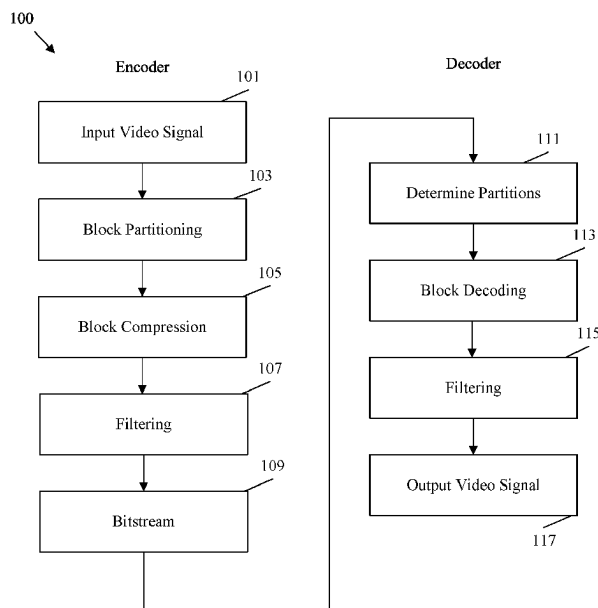 100
Encoder
101
Input Video Signal
103
Block Partitioning
105
Block Compression
107
Filtering
109
Bitstream
Decoder
111
Determine Partitions
113
Block Decoding
115
Filtering
Output Video Signal
117